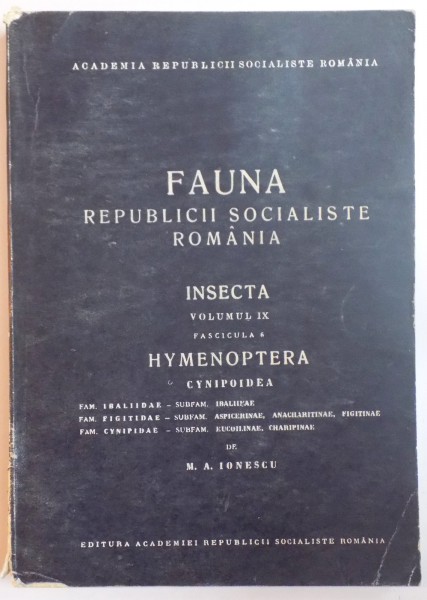 ACADEMIA REPUBLICII SOCIALISTE ROMÂNIA
FAUNA
REPUBLICII SOCIALISTE
ROMÂNIA
INSECTA
VOLUMUL IX
FASCICULA 6
HYMENOPTERA
CYNIPOIDEA
FAM. IBALIIDAE – SUBFAM. IBALIINAE
FAM. FIGITIDAE – SUBFAM. ASPICERINAE, ANACHARITINAE, FIGITINAE
FAM. CYNIPIDAE – SUBFAM. EUCOILINAE, CHARIPINAE
DE
M. A. IONESCU
EDITURA ACADEMIEI REPUBLICII SOCIALISTE ROMÂNIA